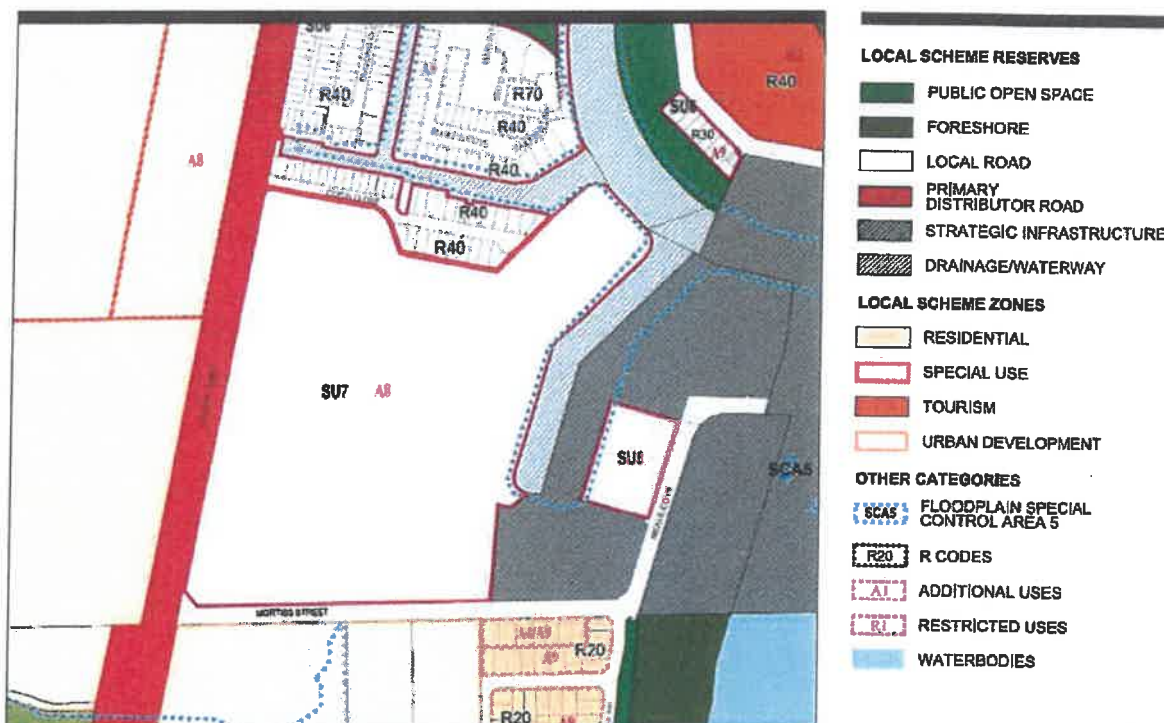 R40
R70
R40
R40
R40
R40
A8
R40
SU6
R30
A9
SU7 A8
SU8
SCA5
MORTISS STREET
R20
A9
R20
LOCAL SCHEME RESERVES
PUBLIC OPEN SPACE
FORESHORE
LOCAL ROAD
PRIMARY
DISTRIBUTOR ROAD
STRATEGIC INFRASTRUCTURE
DRAINAGE/WATERWAY
LOCAL SCHEME ZONES
RESIDENTIAL
SPECIAL USE
TOURISM
URBAN DEVELOPMENT
OTHER CATEGORIES
SCA5 FLOODPLAIN SPECIAL
CONTROL AREA 5
R20 R CODES
A1 ADDITIONAL USES
R1 RESTRICTED USES
WATERBODIES